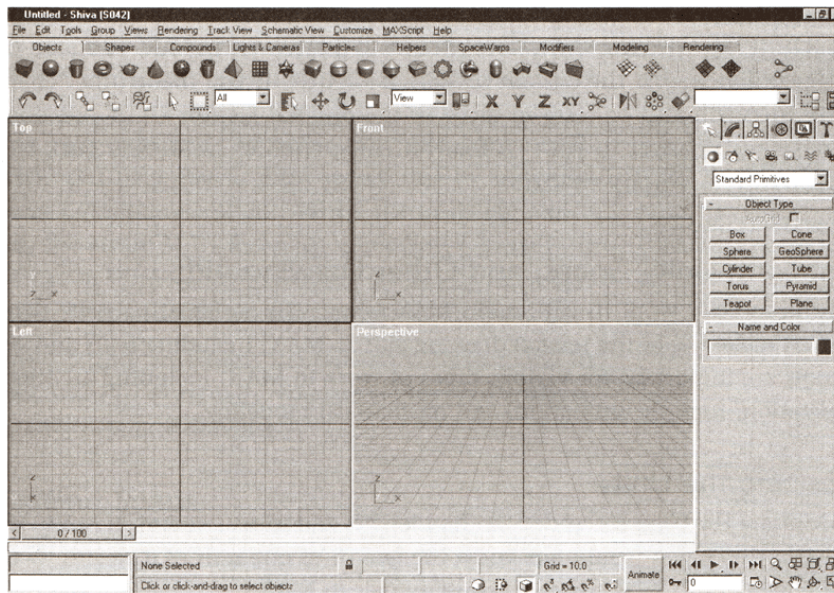 Untitled - Shiva [S042]
File Edit Tools Group Views Rendering Track View Schematic View Customize MAXScript Help
Objects Shapes Compounds Lights & Cameras Particles Helpers SpaceWarps Modifiers Modeling Rendering
All View X Y Z XY
Top Front
Standard Primitives
- Object Type
AutoGrid
Box Cone
Sphere GeoSphere
Cylinder Tube
Torus Pyramid
Teapot Plane
y
z x
z
x
Left Perspective
- Name and Color
z
x
z
x
< 0 / 100 >
None Selected Grid = 10.0 Animate
Click or click-and-drag to select objects 0